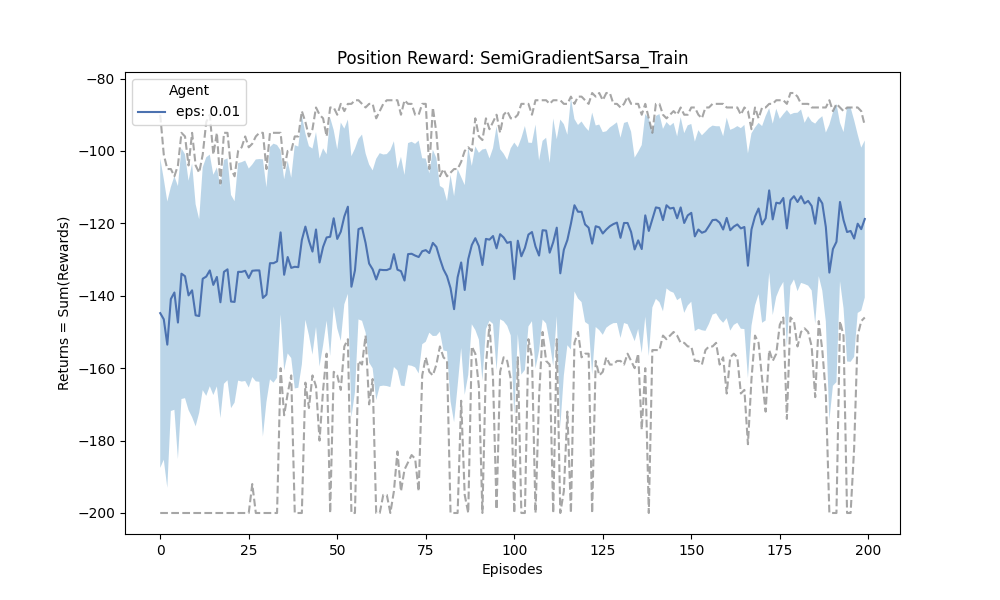 Position Reward: SemiGradientSarsa_Train
Agent
eps: 0.01
Returns = Sum(Rewards)
−80
−100
−120
−140
−160
−180
−200
0 25 50 75 100 125 150 175 200
Episodes